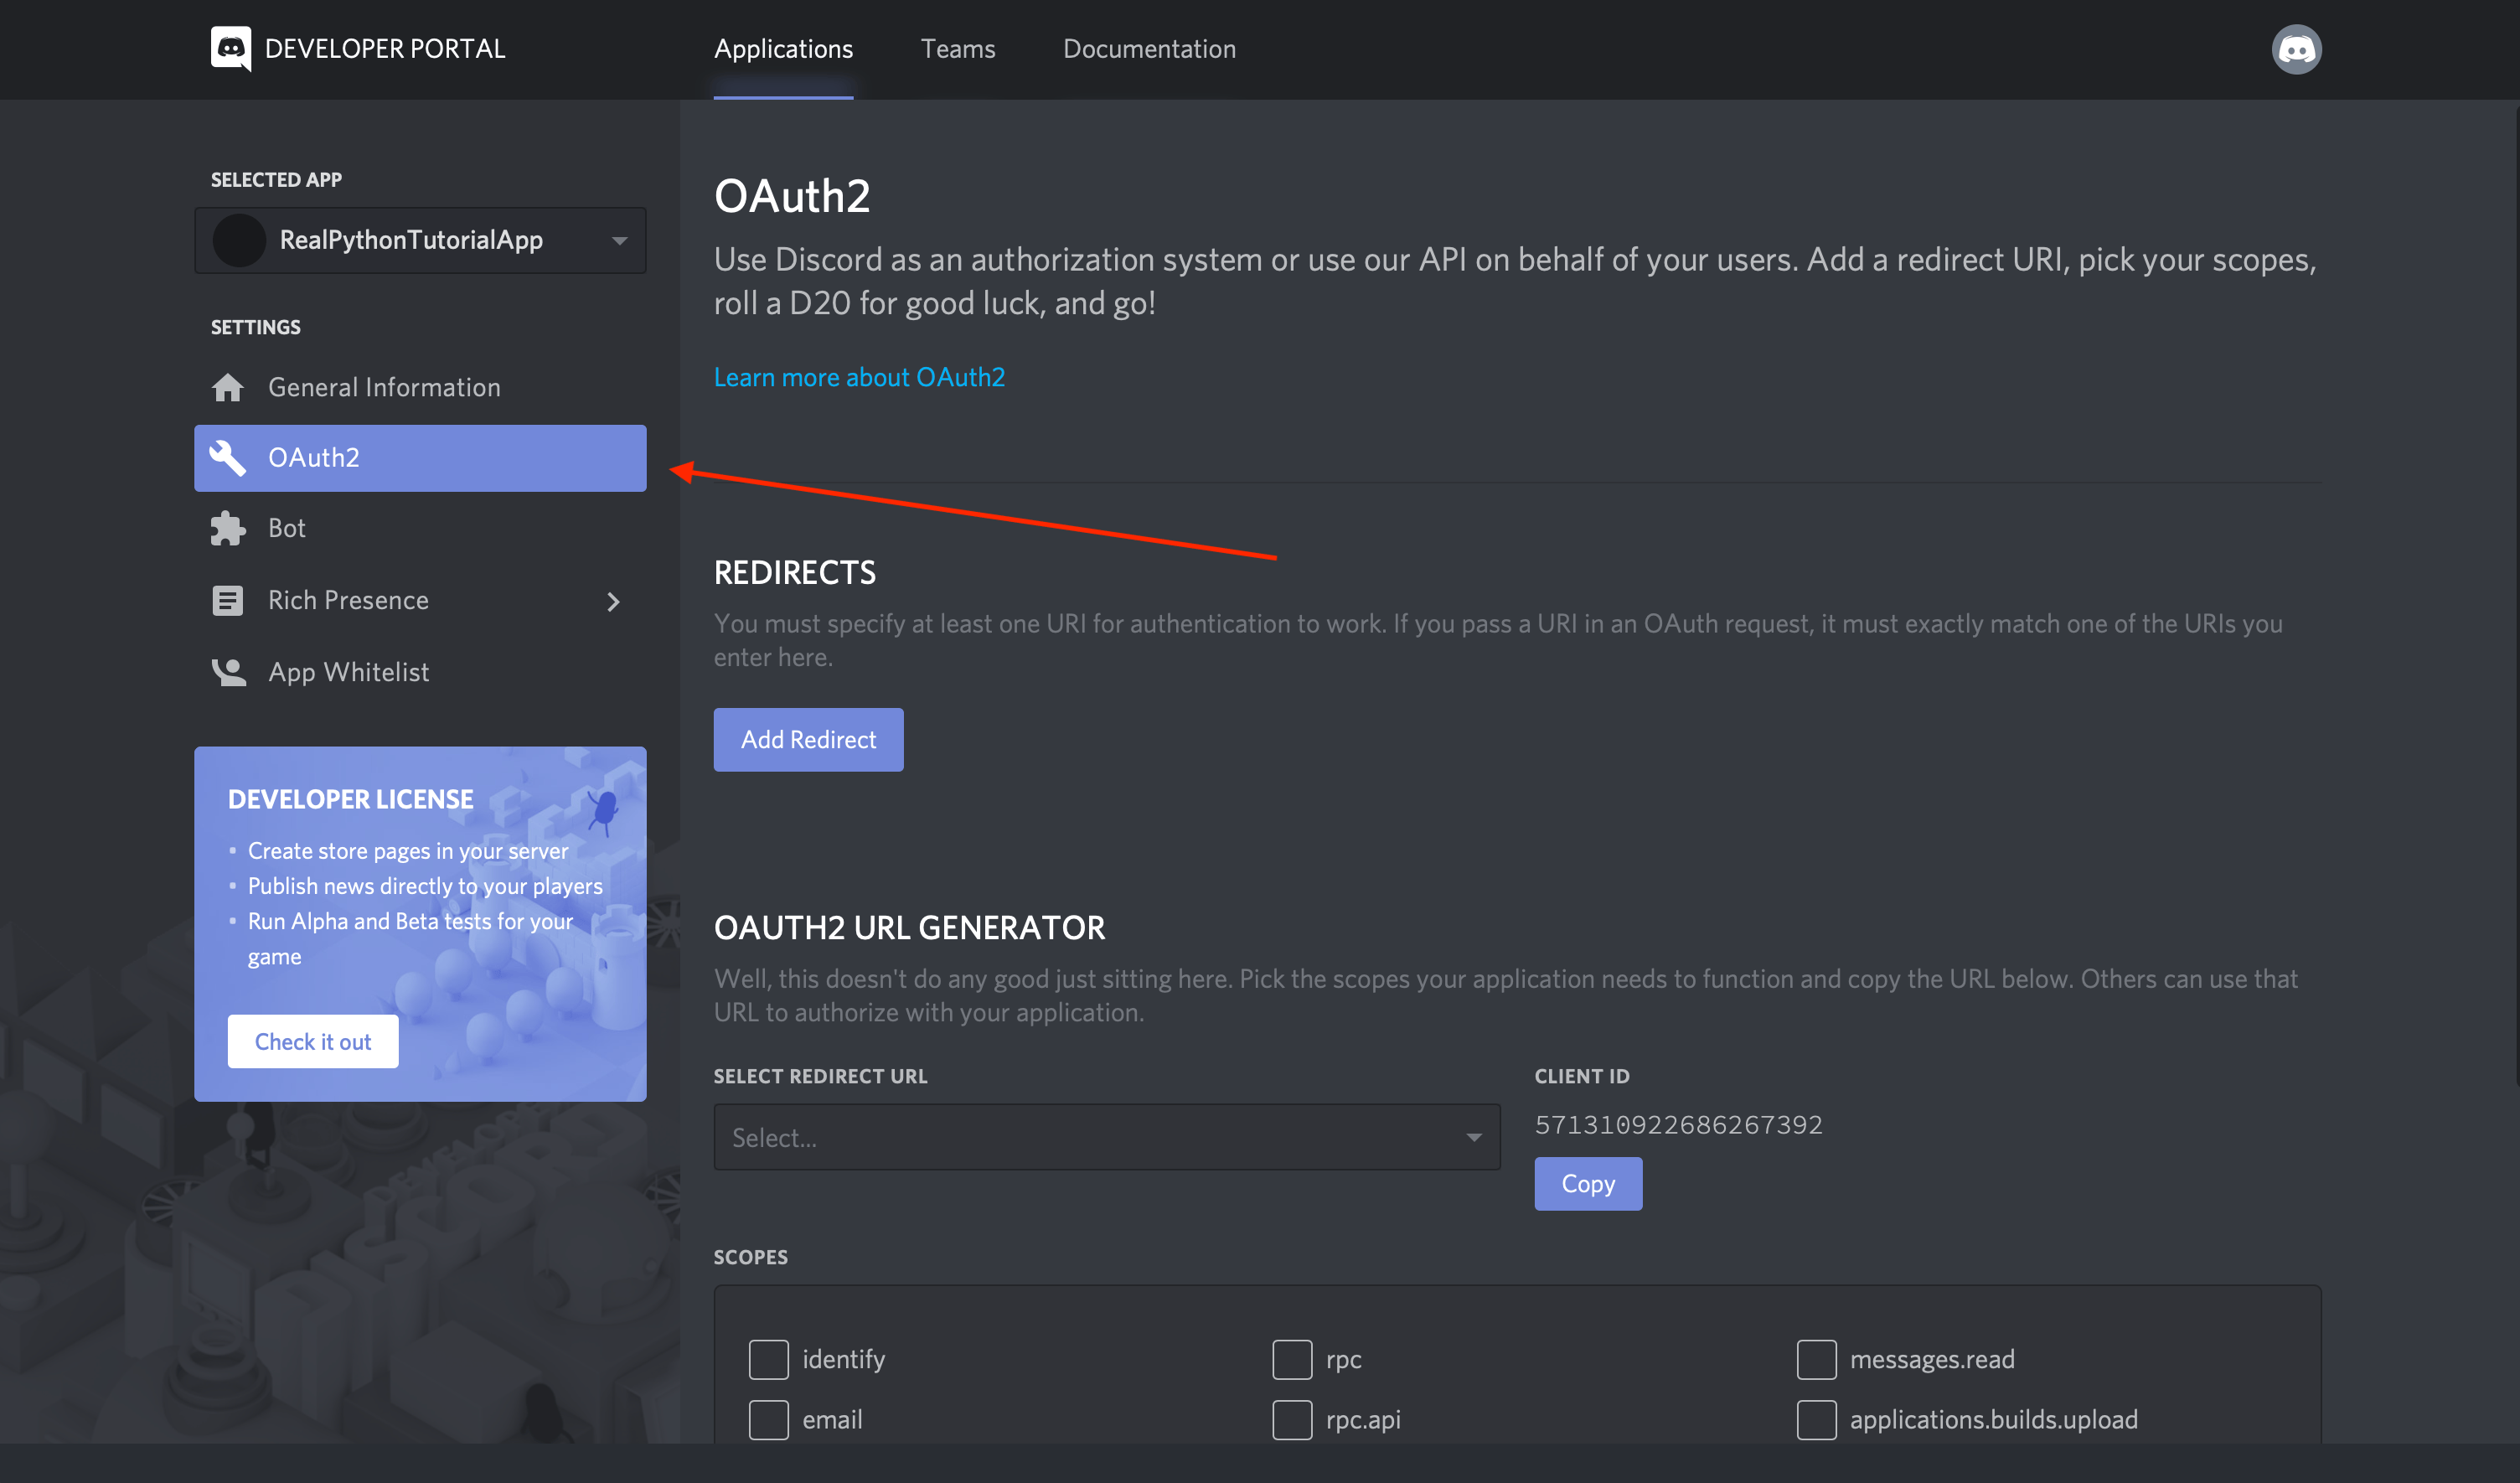 DEVELOPER PORTAL
Applications
Teams
Documentation
SELECTED APP
RealPythonTutorialApp
SETTINGS
General Information
OAuth2
Bot
Rich Presence
App Whitelist
DEVELOPER LICENSE
• Create store pages in your server
• Publish news directly to your players
• Run Alpha and Beta tests for your
game
Check it out
OAuth2
Use Discord as an authorization system or use our API on behalf of your users. Add a redirect URI, pick your scopes,
roll a D20 for good luck, and go!
Learn more about OAuth2
REDIRECTS
You must specify at least one URI for authentication to work. If you pass a URI in an OAuth request, it must exactly match one of the URIs you
enter here.
Add Redirect
OAUTH2 URL GENERATOR
Well, this doesn't do any good just sitting here. Pick the scopes your application needs to function and copy the URL below. Others can use that
URL to authorize with your application.
SELECT REDIRECT URL
Select...
CLIENT ID
571310922686267392
Copy
SCOPES
identify
rpc
messages.read
email
rpc.api
applications.builds.upload